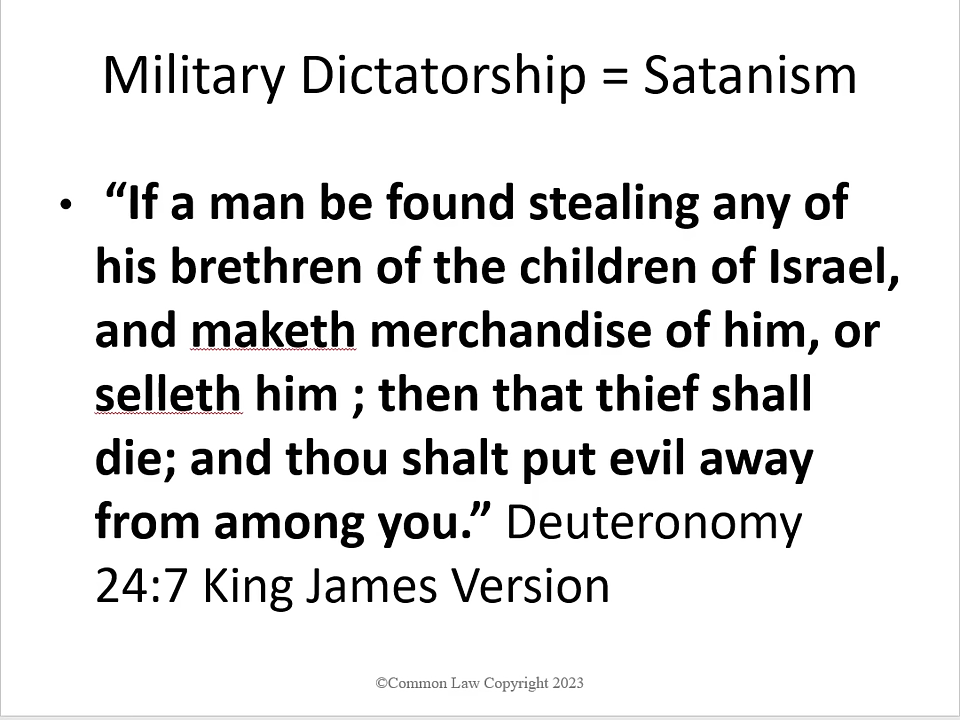 Military Dictatorship = Satanism
• “If a man be found stealing any of
his brethren of the children of Israel,
and maketh merchandise of him, or
selleth him ; then that thief shall
die; and thou shalt put evil away
from among you.” Deuteronomy
24:7 King James Version
©Common Law Copyright 2023